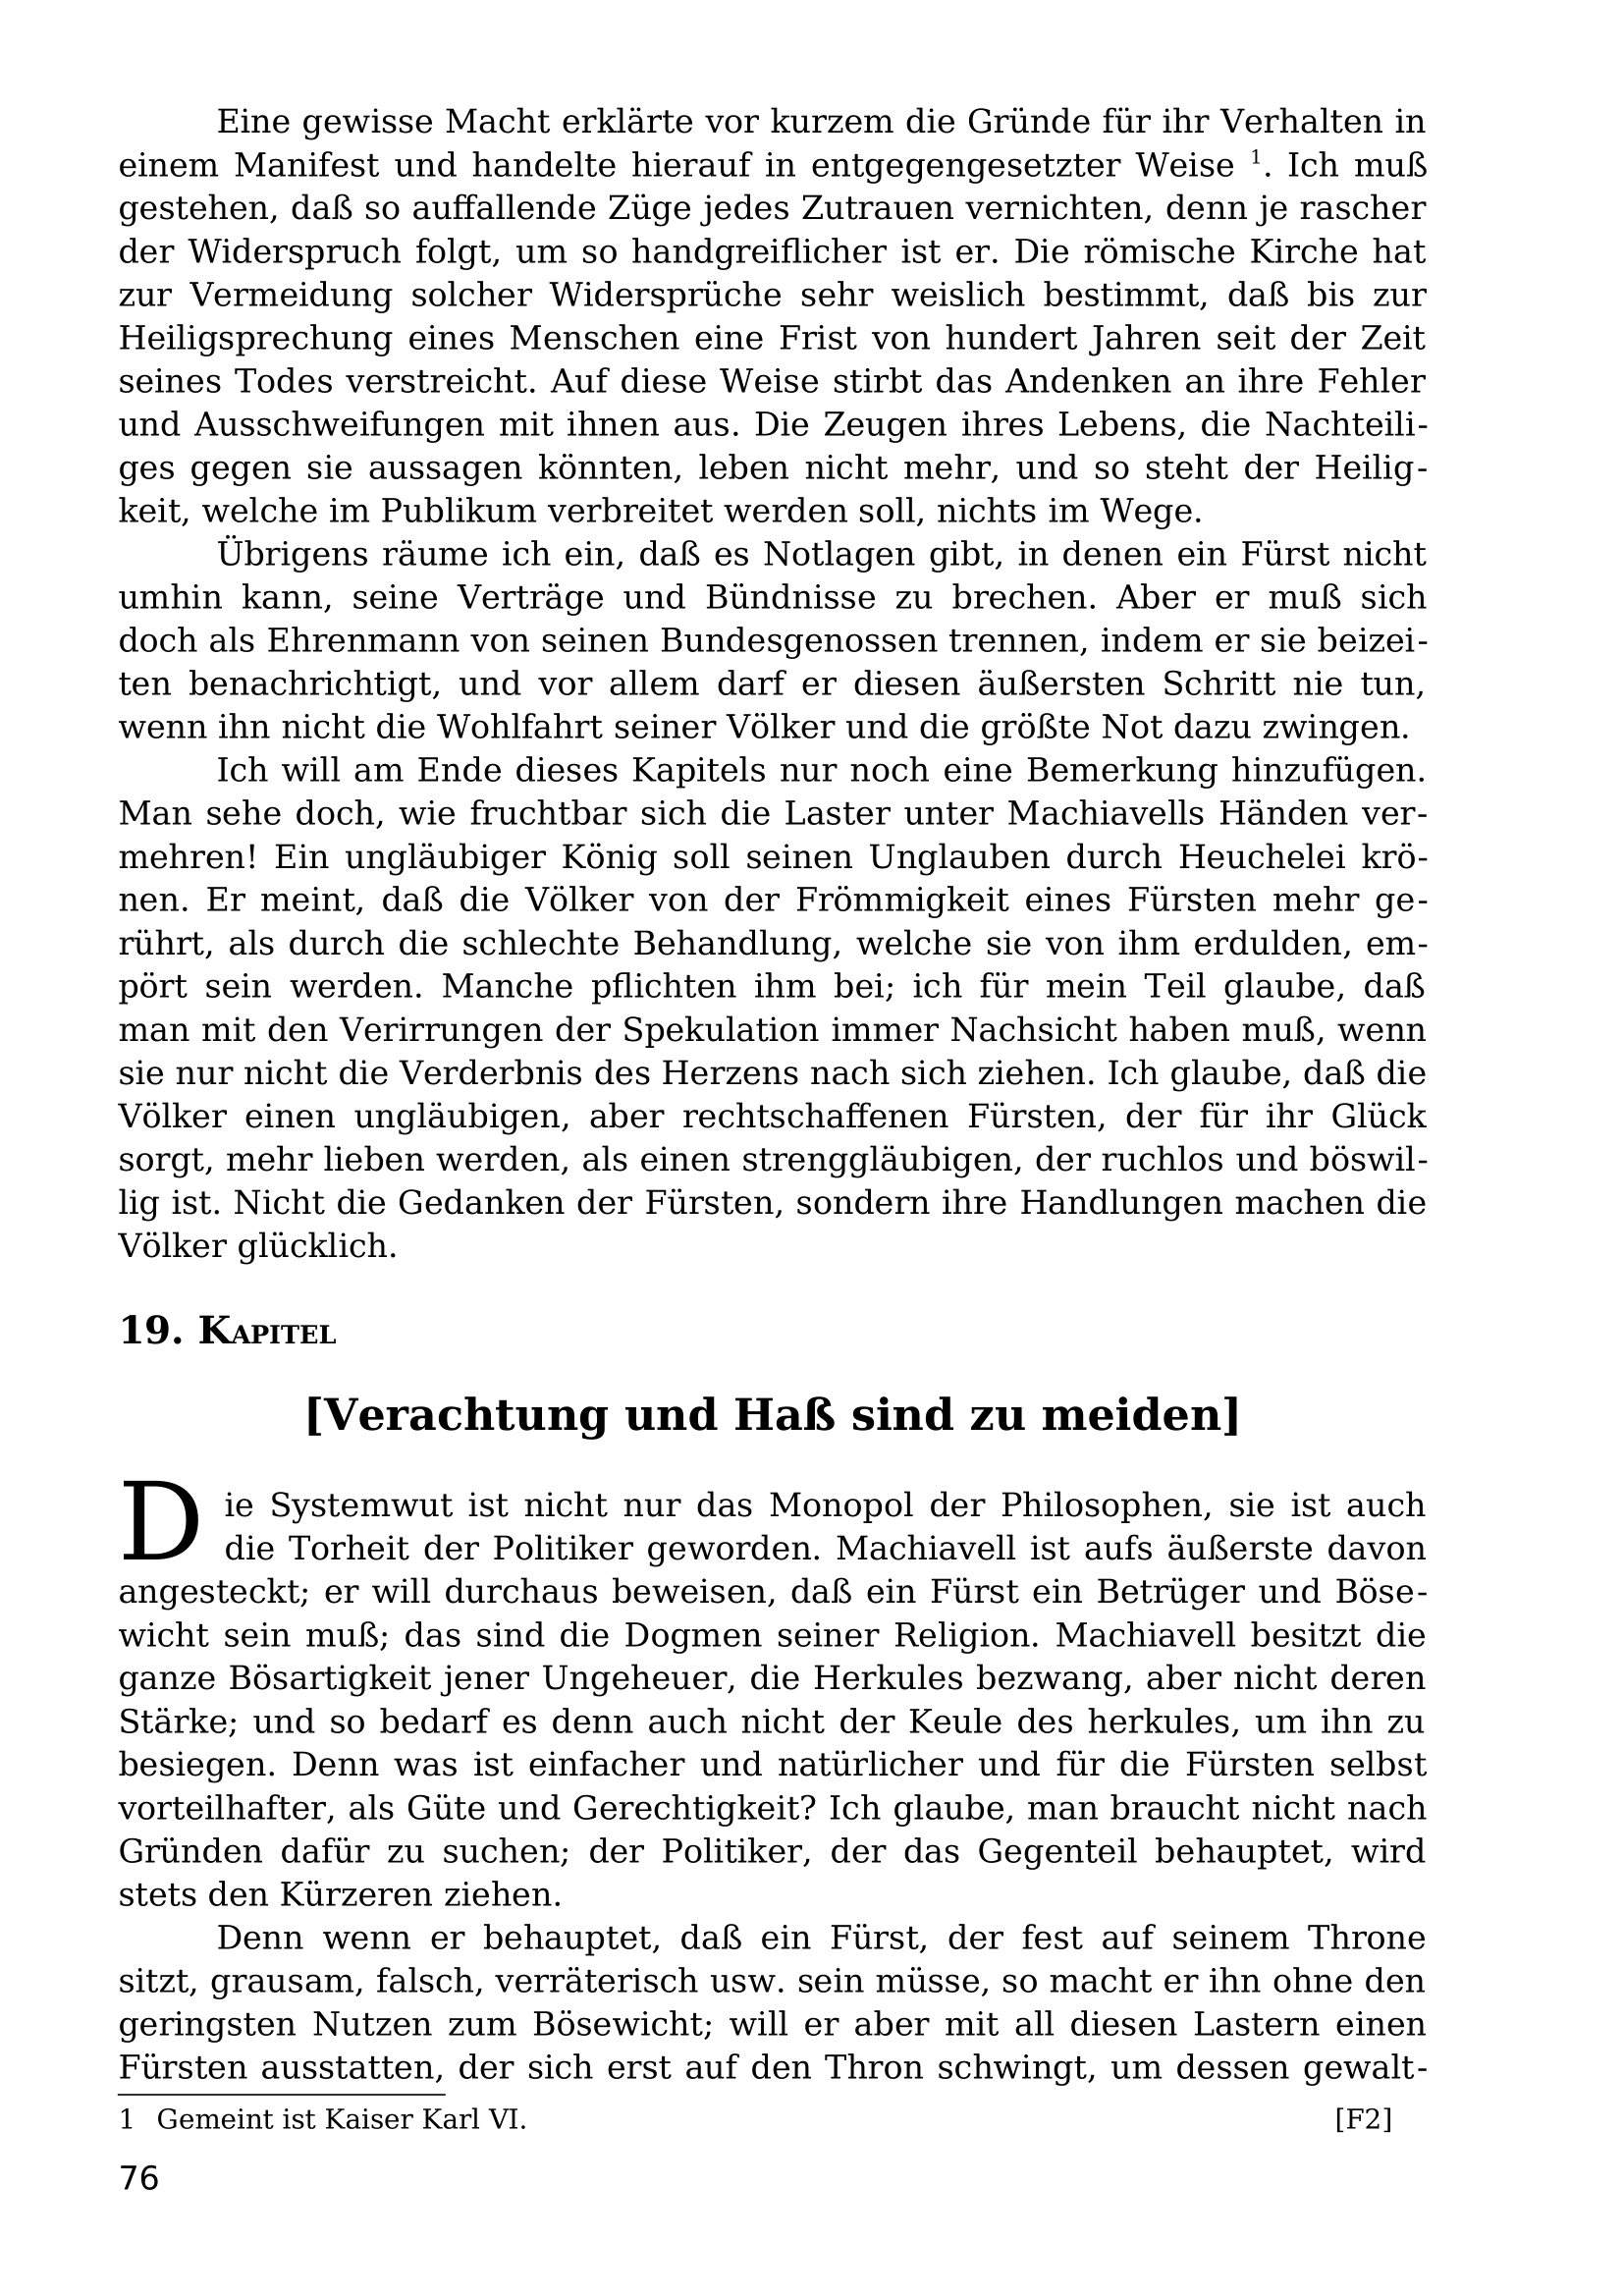 Eine gewisse Macht erklärte vor kurzem die Gründe für ihr Verhalten in
einem Manifest und handelte hierauf in entgegengesetzter Weise ¹. Ich muß
gestehen, daß so auffallende Züge jedes Zutrauen vernichten, denn je rascher
der Widerspruch folgt, um so handgreiflicher ist er. Die römische Kirche hat
zur Vermeidung solcher Widersprüche sehr weislich bestimmt, daß bis zur
Heiligsprechung eines Menschen eine Frist von hundert Jahren seit der Zeit
seines Todes verstreicht. Auf diese Weise stirbt das Andenken an ihre Fehler
und Ausschweifungen mit ihnen aus. Die Zeugen ihres Lebens, die Nachteili-
ges gegen sie aussagen könnten, leben nicht mehr, und so steht der Heilig-
keit, welche im Publikum verbreitet werden soll, nichts im Wege.
Übrigens räume ich ein, daß es Notlagen gibt, in denen ein Fürst nicht
umhin kann, seine Verträge und Bündnisse zu brechen. Aber er muß sich
doch als Ehrenmann von seinen Bundesgenossen trennen, indem er sie beizei-
ten benachrichtigt, und vor allem darf er diesen äußersten Schritt nie tun,
wenn ihn nicht die Wohlfahrt seiner Völker und die größte Not dazu zwingen.
Ich will am Ende dieses Kapitels nur noch eine Bemerkung hinzufügen.
Man sehe doch, wie fruchtbar sich die Laster unter Machiavells Händen ver-
mehren! Ein ungläubiger König soll seinen Unglauben durch Heuchelei krö-
nen. Er meint, daß die Völker von der Frömmigkeit eines Fürsten mehr ge-
rührt, als durch die schlechte Behandlung, welche sie von ihm erdulden, em-
pört sein werden. Manche pflichten ihm bei; ich für mein Teil glaube, daß
man mit den Verirrungen der Spekulation immer Nachsicht haben muß, wenn
sie nur nicht die Verderbnis des Herzens nach sich ziehen. Ich glaube, daß die
Völker einen ungläubigen, aber rechtschaffenen Fürsten, der für ihr Glück
sorgt, mehr lieben werden, als einen strenggläubigen, der ruchlos und böswil-
lig ist. Nicht die Gedanken der Fürsten, sondern ihre Handlungen machen die
Völker glücklich.
19. Kapitel
[Verachtung und Haß sind zu meiden]
Die Systemwut ist nicht nur das Monopol der Philosophen, sie ist auch
die Torheit der Politiker geworden. Machiavell ist aufs äußerste davon
angesteckt; er will durchaus beweisen, daß ein Fürst ein Betrüger und Böse-
wicht sein muß; das sind die Dogmen seiner Religion. Machiavell besitzt die
ganze Bösartigkeit jener Ungeheuer, die Herkules bezwang, aber nicht deren
Stärke; und so bedarf es denn auch nicht der Keule des herkules, um ihn zu
besiegen. Denn was ist einfacher und natürlicher und für die Fürsten selbst
vorteilhafter, als Güte und Gerechtigkeit? Ich glaube, man braucht nicht nach
Gründen dafür zu suchen; der Politiker, der das Gegenteil behauptet, wird
stets den Kürzeren ziehen.
Denn wenn er behauptet, daß ein Fürst, der fest auf seinem Throne
sitzt, grausam, falsch, verräterisch usw. sein müsse, so macht er ihn ohne den
geringsten Nutzen zum Bösewicht; will er aber mit all diesen Lastern einen
Fürsten ausstatten, der sich erst auf den Thron schwingt, um dessen gewalt-
1 Gemeint ist Kaiser Karl VI. [F2]
76